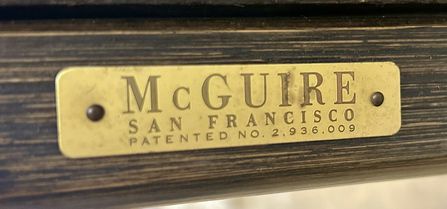 McGUIRE
SAN FRANCISCO
PATENTED NO. 2,936,009